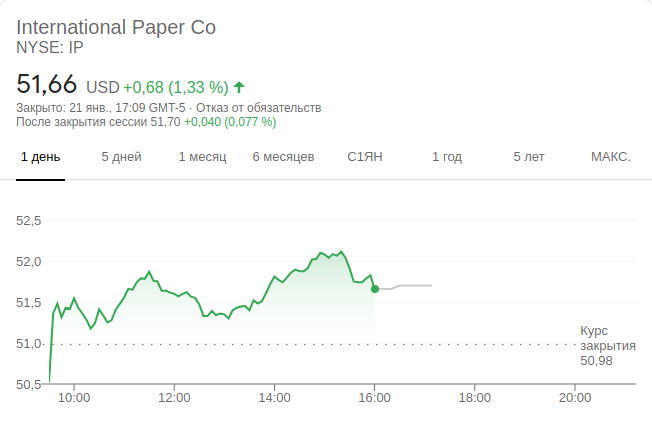 International Paper Co
NYSE: IP
51,66 USD +0,68 (1,33 %)
Закрыто: 21 янв., 17:09 GMT-5 · Отказ от обязательств
После закрытия сессии 51,70 +0,040 (0,077 %)
1 день 5 дней 1 месяц 6 месяцев С1ЯН 1 год 5 лет МАКС.
52,5
52,0
51,5
51,0
50,5
Курс
закрытия
50,98
10:00 12:00 14:00 16:00 18:00 20:00